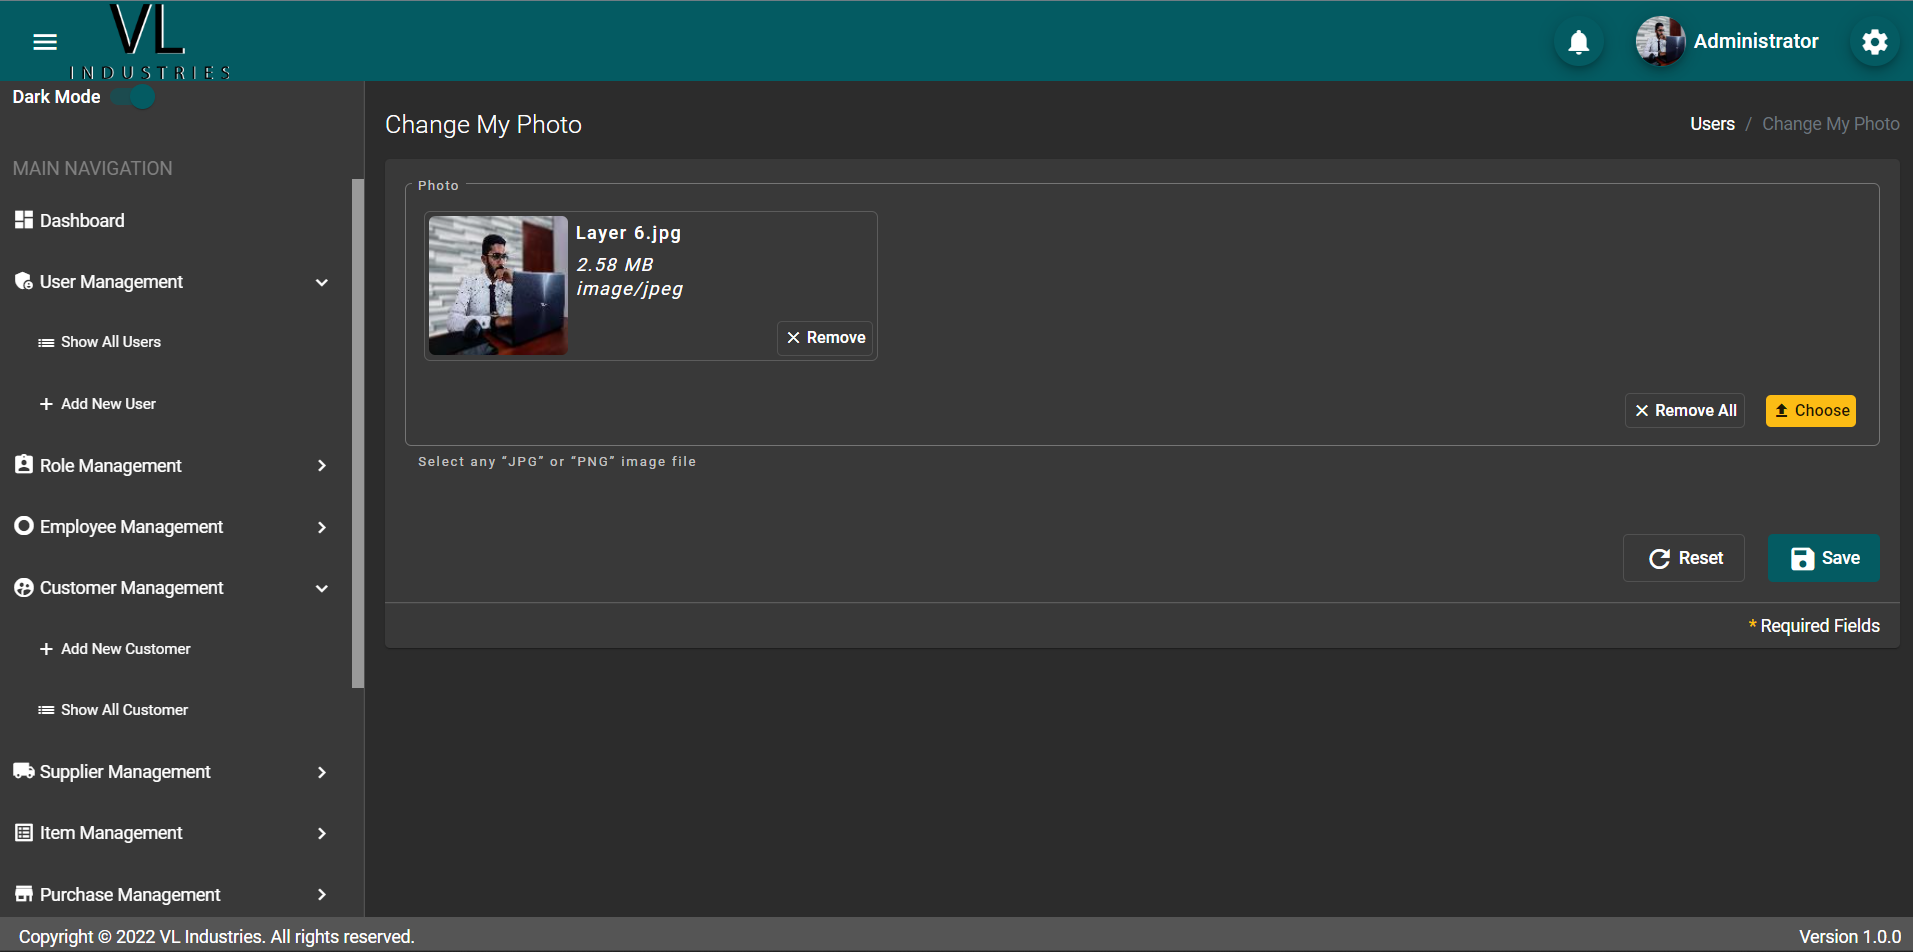 VL
INDUSTRIES
Administrator
Dark Mode
MAIN NAVIGATION
Dashboard
User Management
Show All Users
Add New User
Role Management
Employee Management
Customer Management
Add New Customer
Show All Customer
Supplier Management
Item Management
Purchase Management
Change My Photo
Users / Change My Photo
Photo
Layer 6.jpg
2.58 MB
image/jpeg
Remove
Remove All
Choose
Select any “JPG” or “PNG” image file
Reset
Save
* Required Fields
Copyright © 2022 VL Industries. All rights reserved.
Version 1.0.0